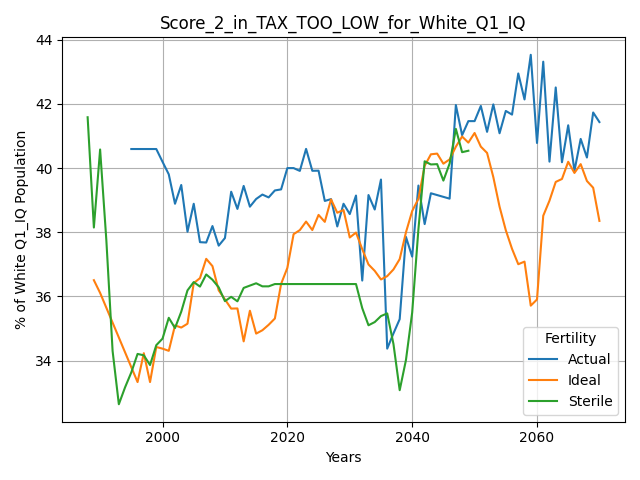 Score_2_in_TAX_TOO_LOW_for_White_Q1_IQ
% of White Q1_IQ Population
44
42
40
38
36
34
2000
2020
2040
2060
Years
Fertility
Actual
Ideal
Sterile